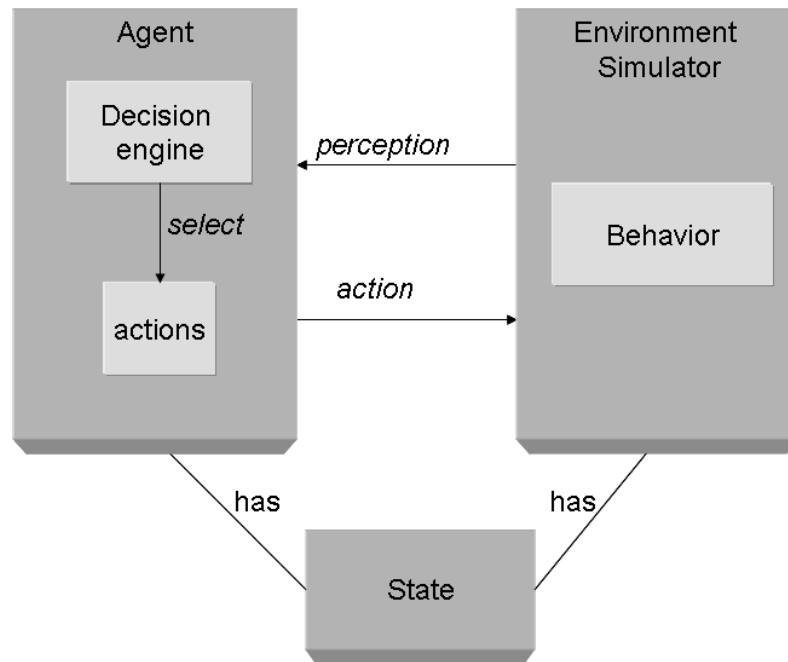 Agent
Decision
engine
select
actions
perception
action
Environment
Simulator
Behavior
has
has
State